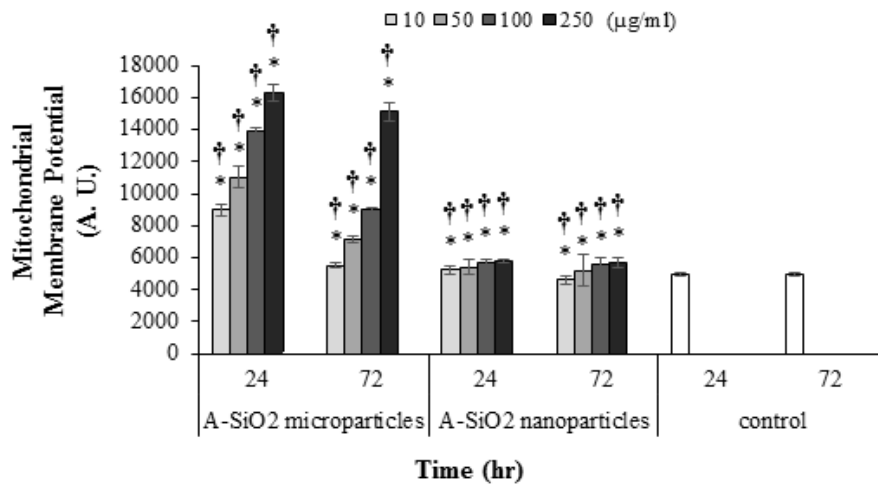 10 50 100 250 (µg/ml)
Mitochondrial
Membrane Potential
(A. U.)
18000
16000
14000
12000
10000
8000
6000
4000
2000
0
† † † † † † † † † † † † † † † †
* * * * * * * * * * * * * * * *
24 72 24 72 24 72
A-SiO2 microparticles A-SiO2 nanoparticles control
Time (hr)